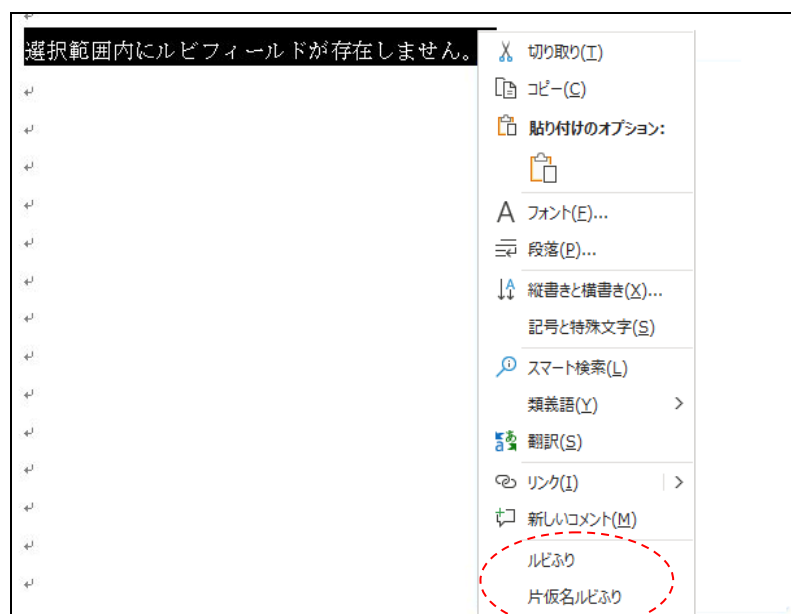 選択範囲内にルビフィールドが存在しません。
切り取り(T)
コピー(C)
貼り付けのオプション:
フォント(F)...
段落(P)...
縦書きと横書き(X)...
記号と特殊文字(S)
スマート検索(L)
類義語(Y)
翻訳(S)
リンク(I)
新しいコメント(M)
ルビふり
片仮名ルビふり